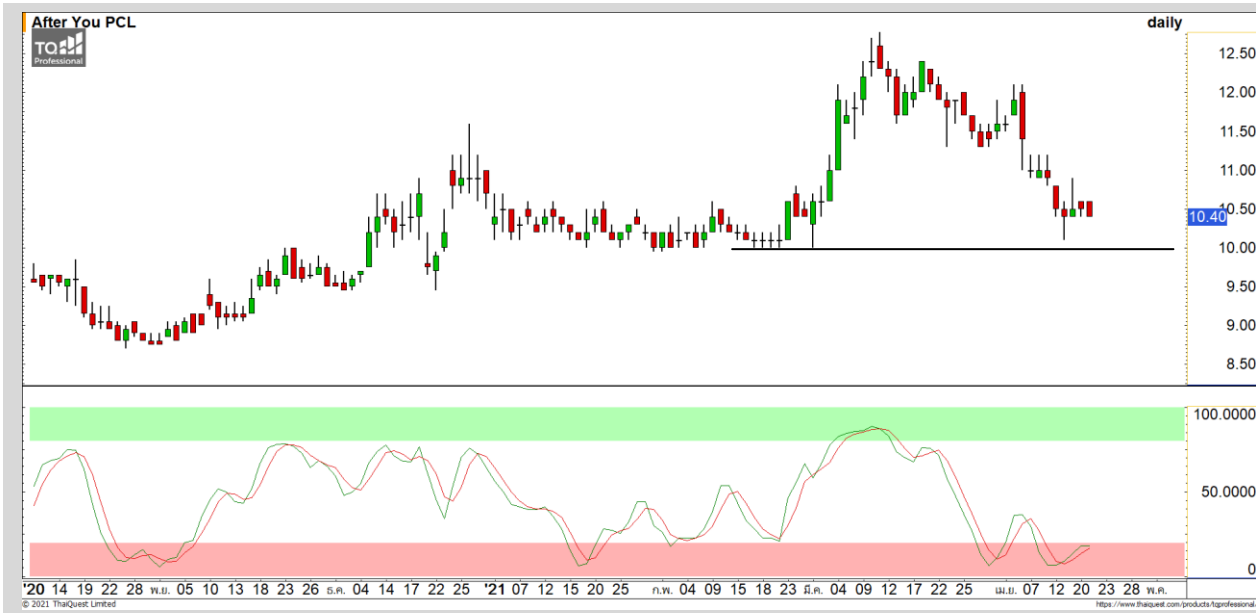 After You PCL
daily
TQ
Professional
12.50
12.00
11.50
11.00
10.50
10.40
10.00
9.50
9.00
8.50
100.0000
50.0000
0
'20 14 19 22 28 พ.ย. 05 10 13 18 23 26 30 ธ.ค. 04 09 14 17 22 25 '21 07 12 15 20 25 ก.พ. 04 09 15 18 23 มี.ค. 04 09 12 17 22 25 เม.ย. 07 12 20 23 28 พ.ค.
© 2021 ThaiQuest Limited
https://www.thaiquest.com/products/tqprofessional